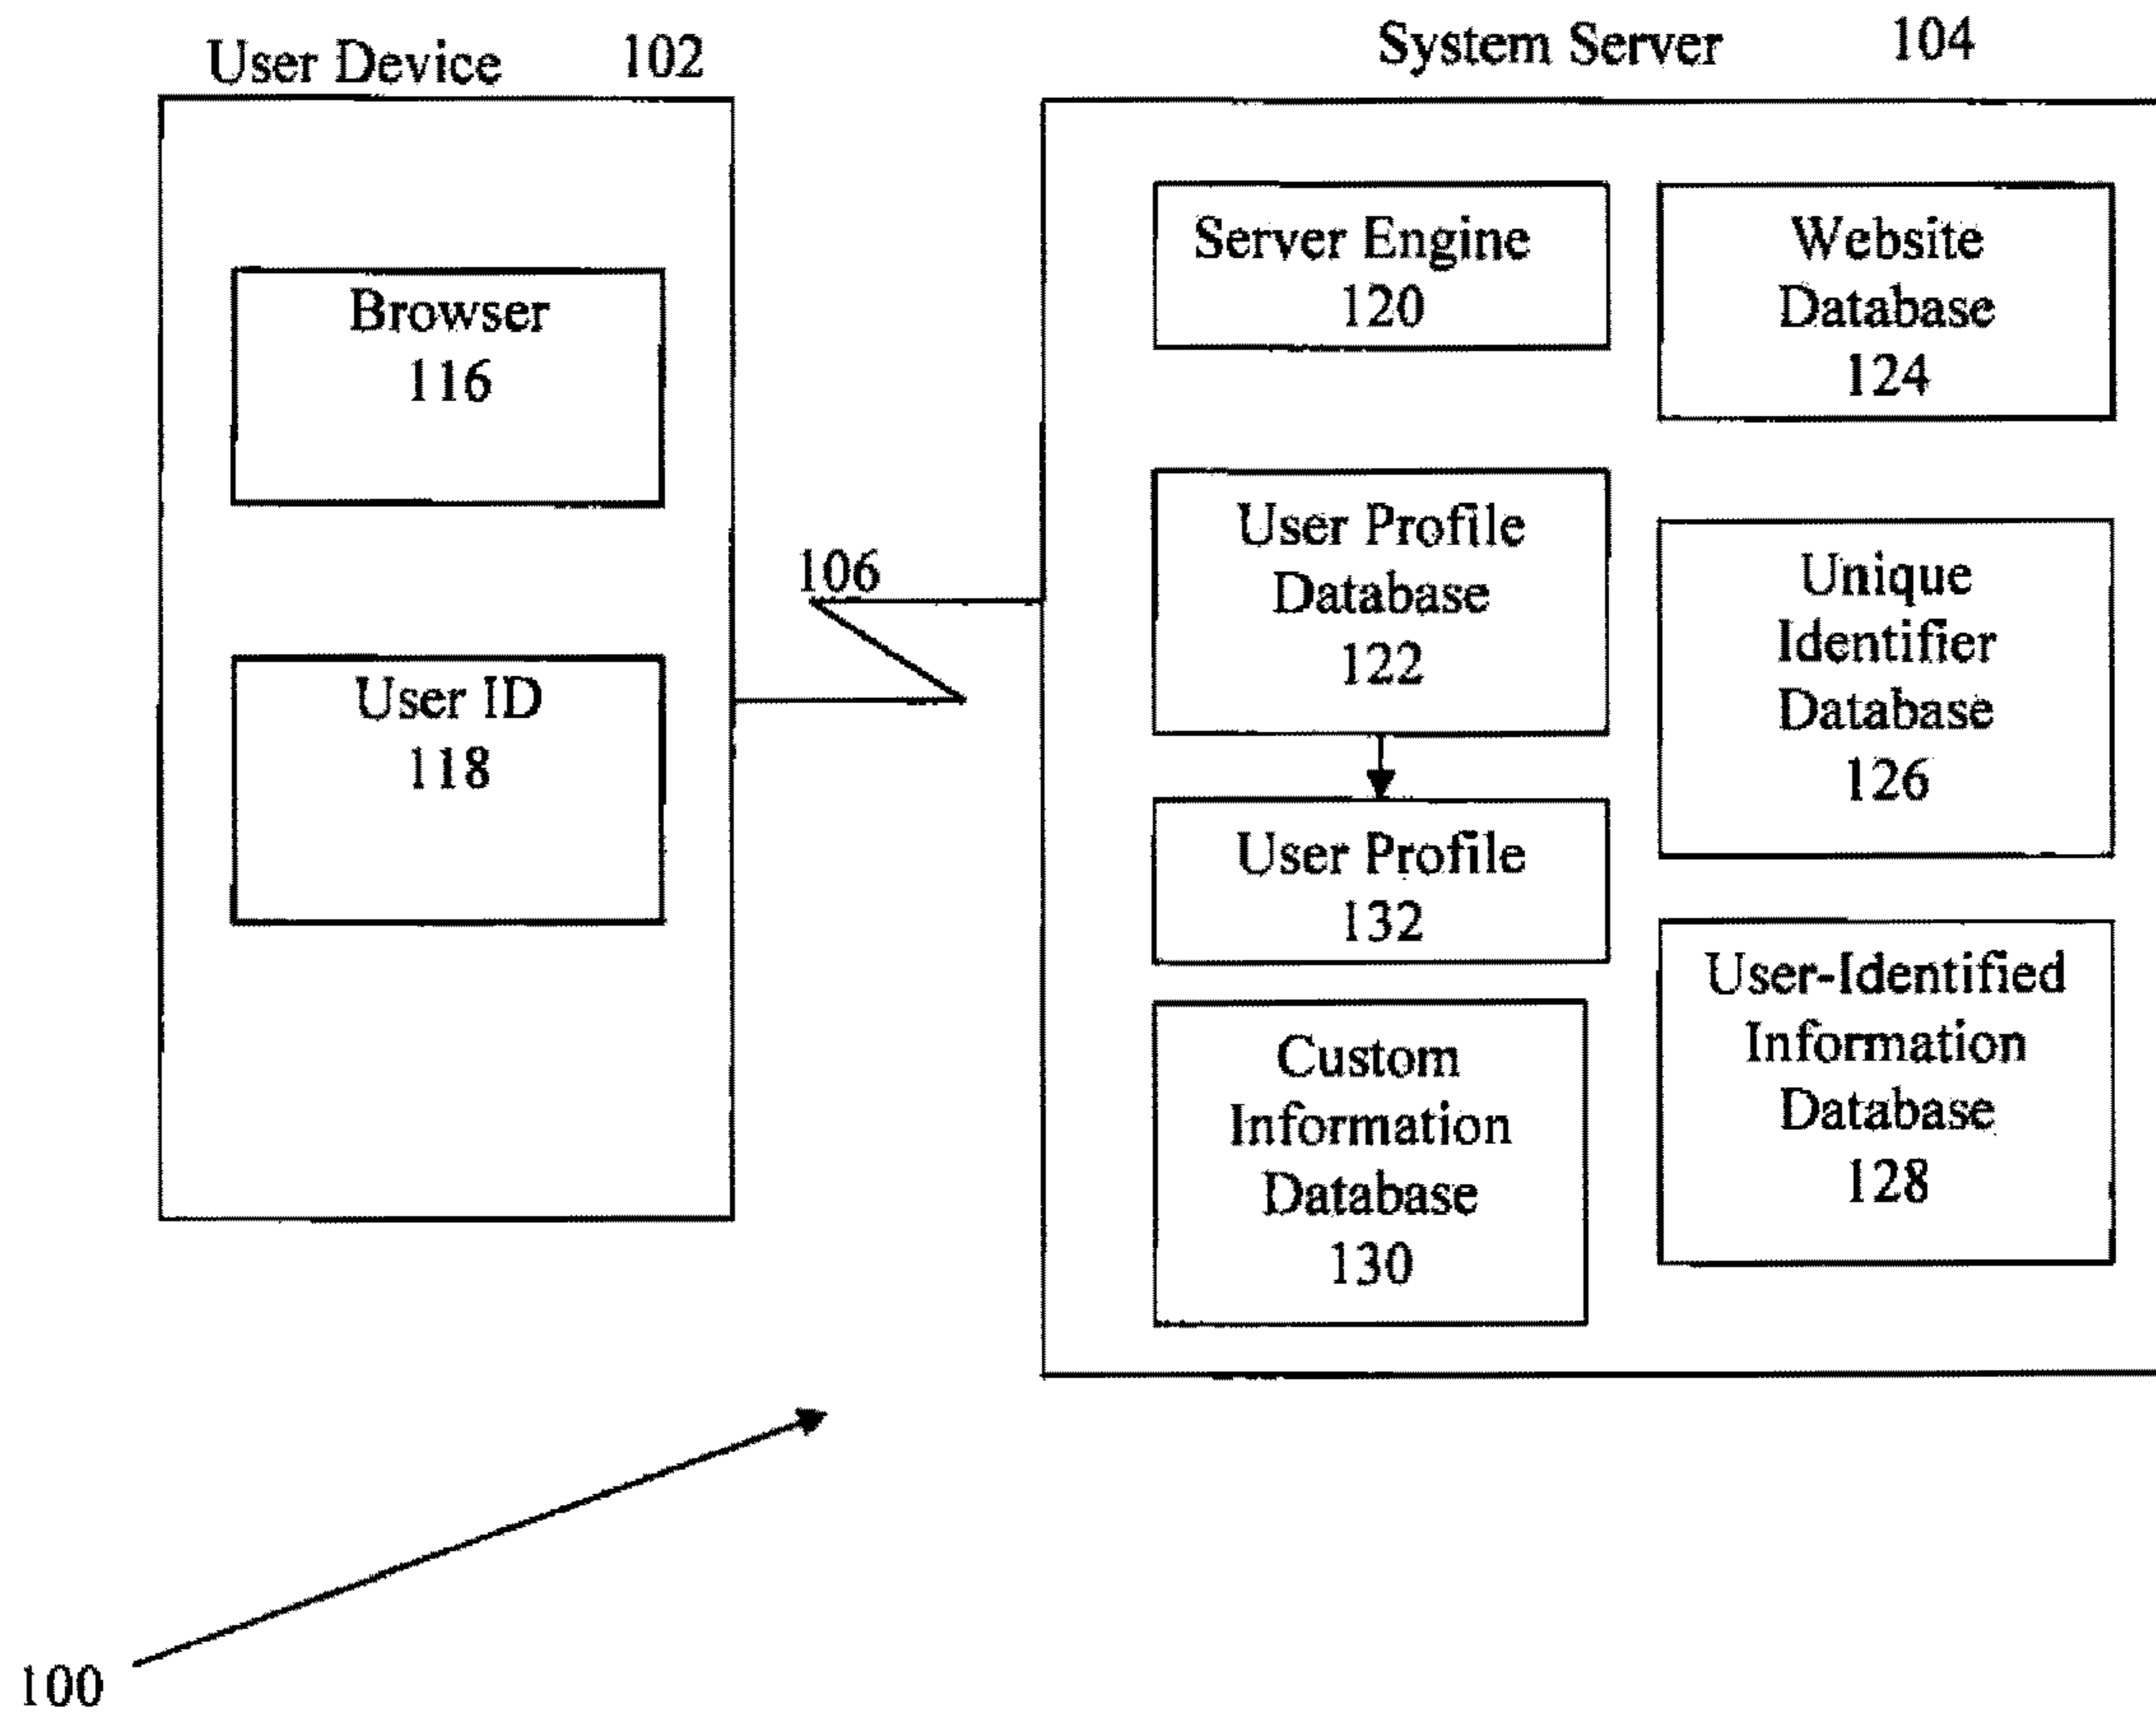 User Device 102
Browser
116
User ID
118
106
System Server 104
Server Engine
120
Website
Database
124
User Profile
Database
122
Unique
Identifier
Database
126
User Profile
132
User-Identified
Information
Database
128
Custom
Information
Database
130
100